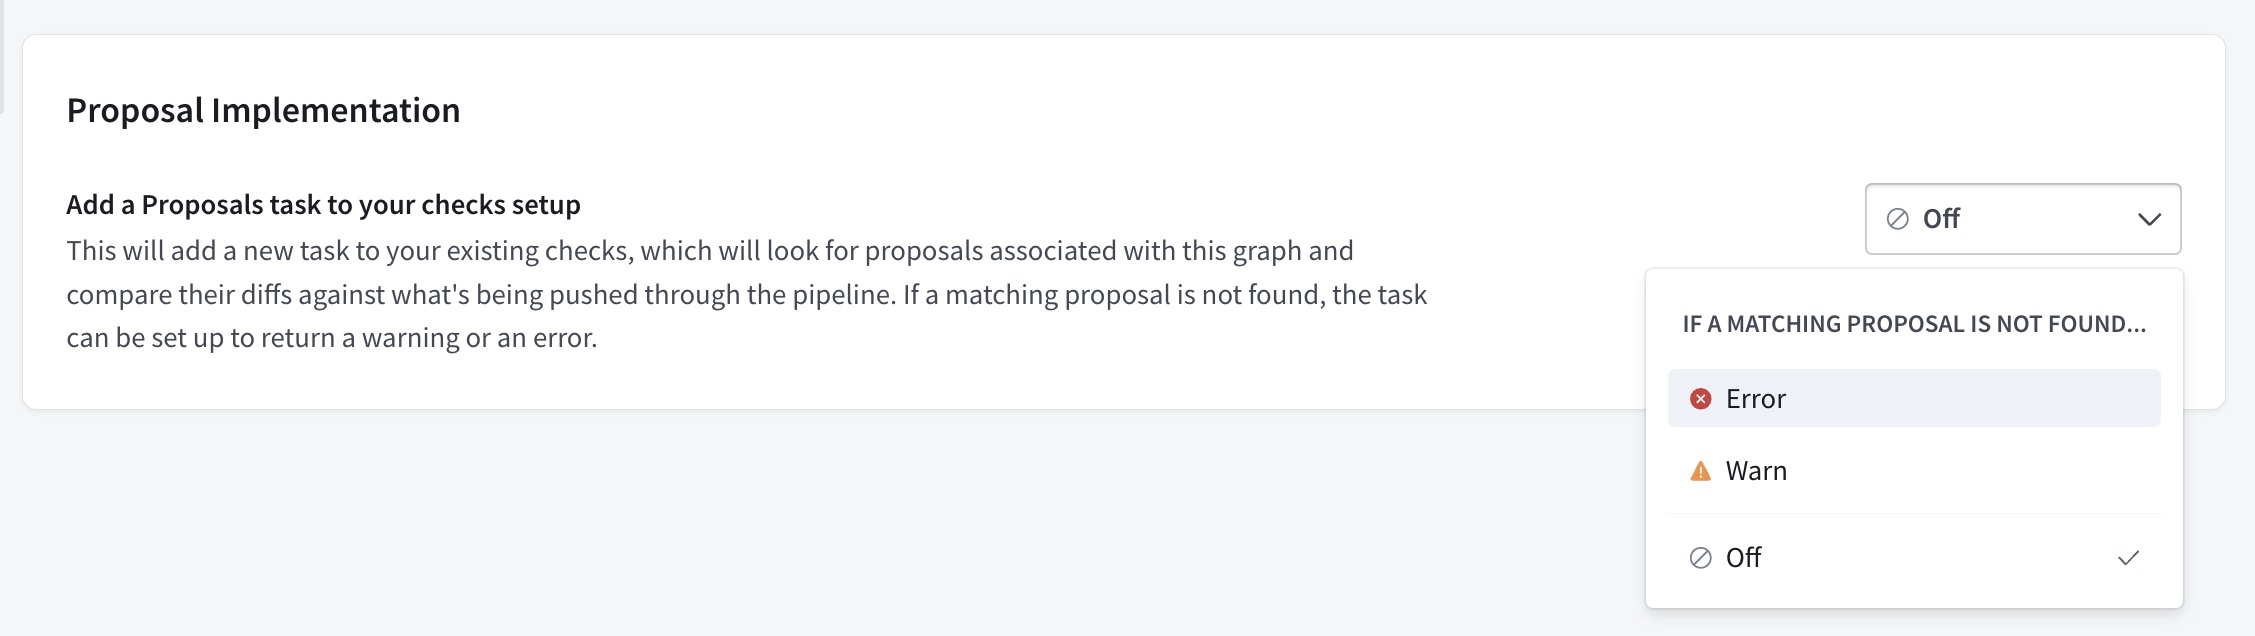 Proposal Implementation
Add a Proposals task to your checks setup
This will add a new task to your existing checks, which will look for proposals associated with this graph and
compare their diffs against what's being pushed through the pipeline. If a matching proposal is not found, the task
can be set up to return a warning or an error.
Off
IF A MATCHING PROPOSAL IS NOT FOUND...
Error
Warn
Off